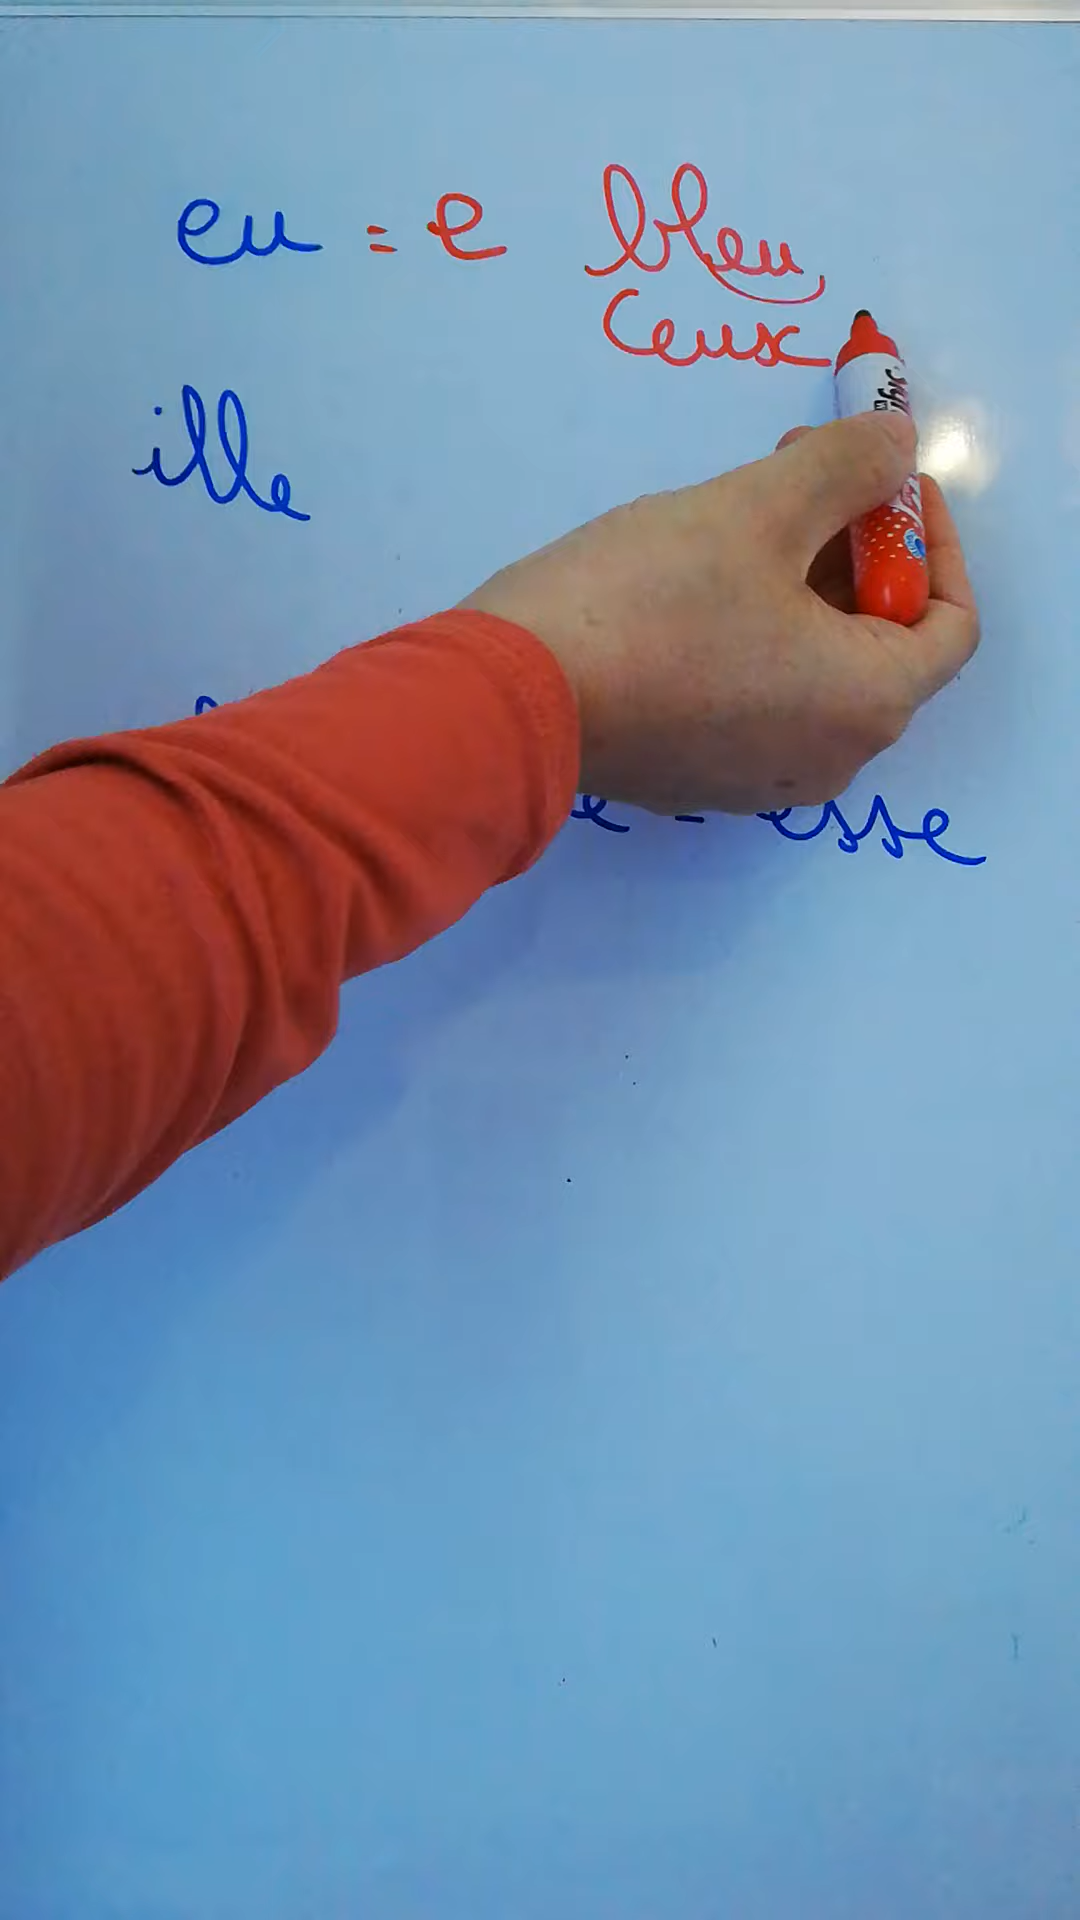 eu = e bleu
ceux
ille
e = esse